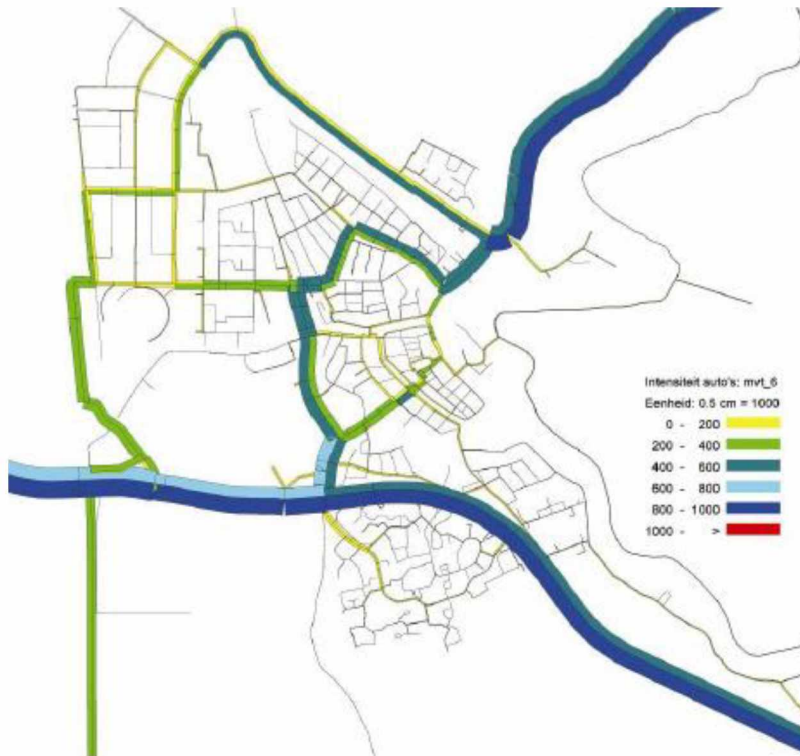 Intensiteit auto's: mvt_6
Eenheid: 0.5 cm = 1000
0 - 200
200 - 400
400 - 600
600 - 800
800 - 1000
1000 - >